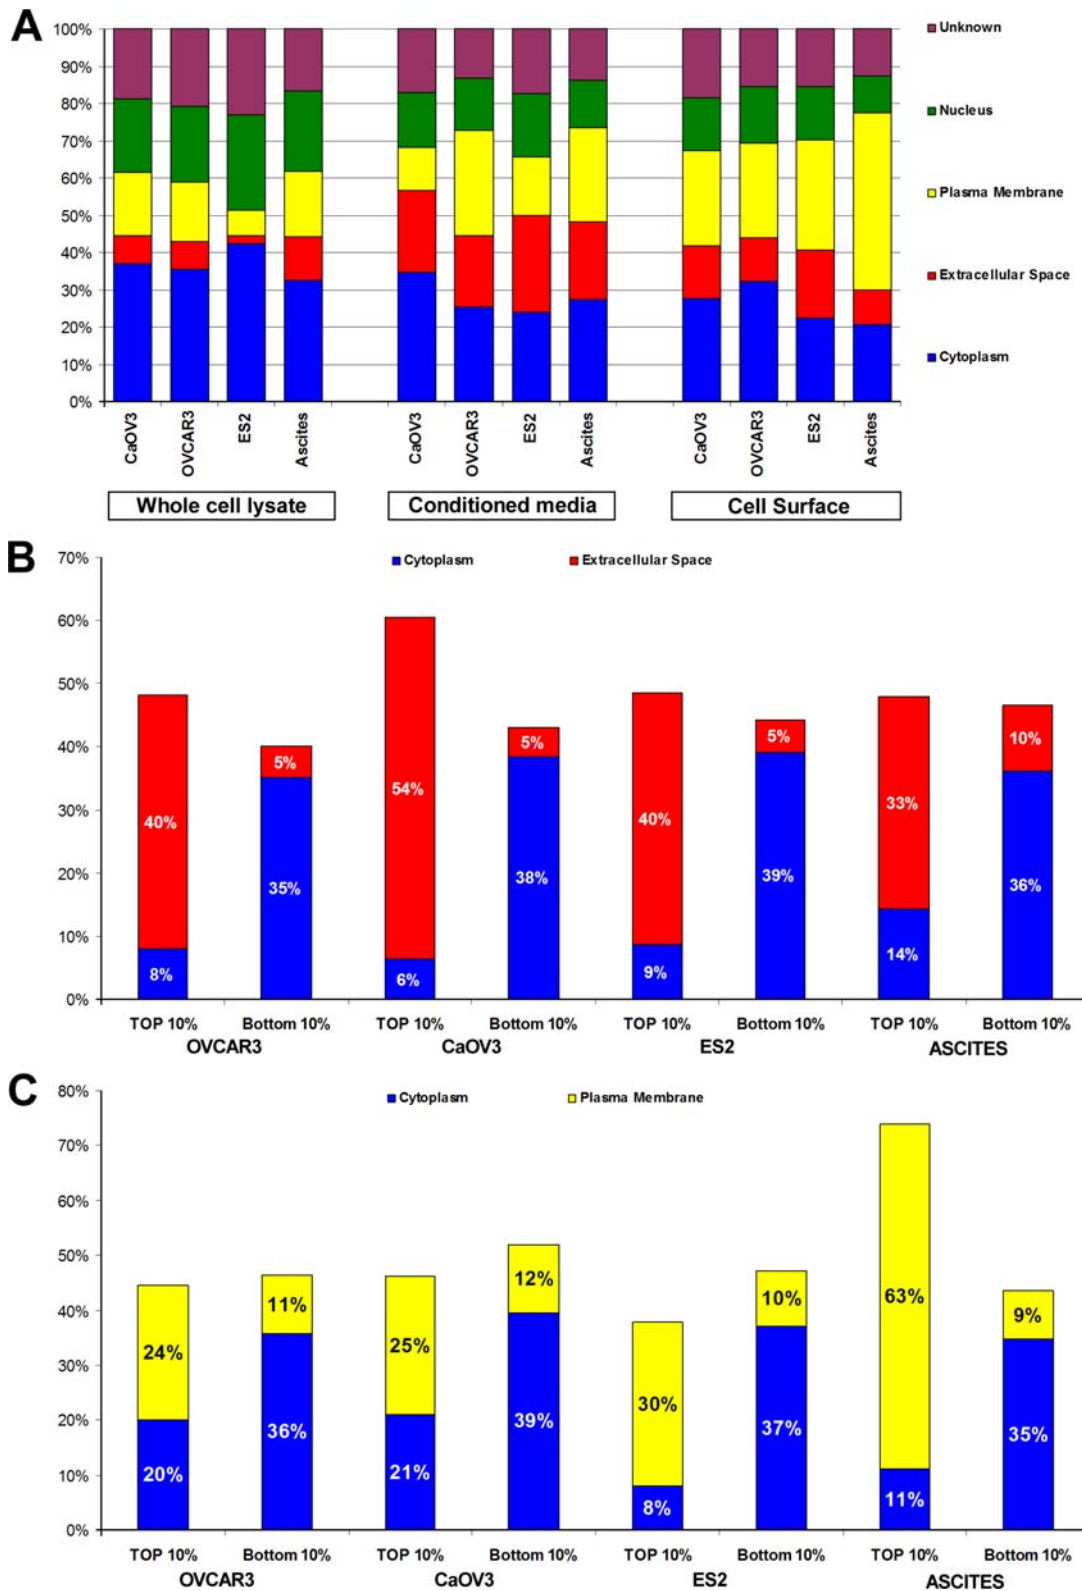 A
100%
90%
80%
70%
60%
50%
40%
30%
20%
10%
0%
Unknown
Nucleus
Plasma Membrane
Extracellular Space
Cytoplasm
CaOV3 OVCAR3 ES2 Ascites CaOV3 OVCAR3 ES2 Ascites CaOV3 OVCAR3 ES2 Ascites
Whole cell lysate Conditioned media Cell Surface
B
Cytoplasm Extracellular Space
70%
60%
50%
40%
30%
20%
10%
0%
40% 5% 54% 5% 40% 5% 33% 10%
8% 35% 6% 38% 9% 39% 14% 36%
TOP 10% Bottom 10% TOP 10% Bottom 10% TOP 10% Bottom 10% TOP 10% Bottom 10%
OVCAR3 CaOV3 ES2 ASCITES
C
Cytoplasm Plasma Membrane
80%
70%
60%
50%
40%
30%
20%
10%
0%
24% 11% 25% 12% 30% 10% 63% 9%
20% 36% 21% 39% 8% 37% 11% 35%
TOP 10% Bottom 10% TOP 10% Bottom 10% TOP 10% Bottom 10% TOP 10% Bottom 10%
OVCAR3 CaOV3 ES2 ASCITES